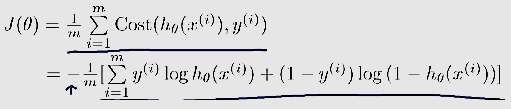 J(θ) = 1/m ∑_{i=1}^{m} Cost(h_θ(x^{(i)}), y^{(i)})
= -1/m [∑_{i=1}^{m} y^{(i)} log h_θ(x^{(i)}) + (1 - y^{(i)}) log (1 - h_θ(x^{(i)}))]